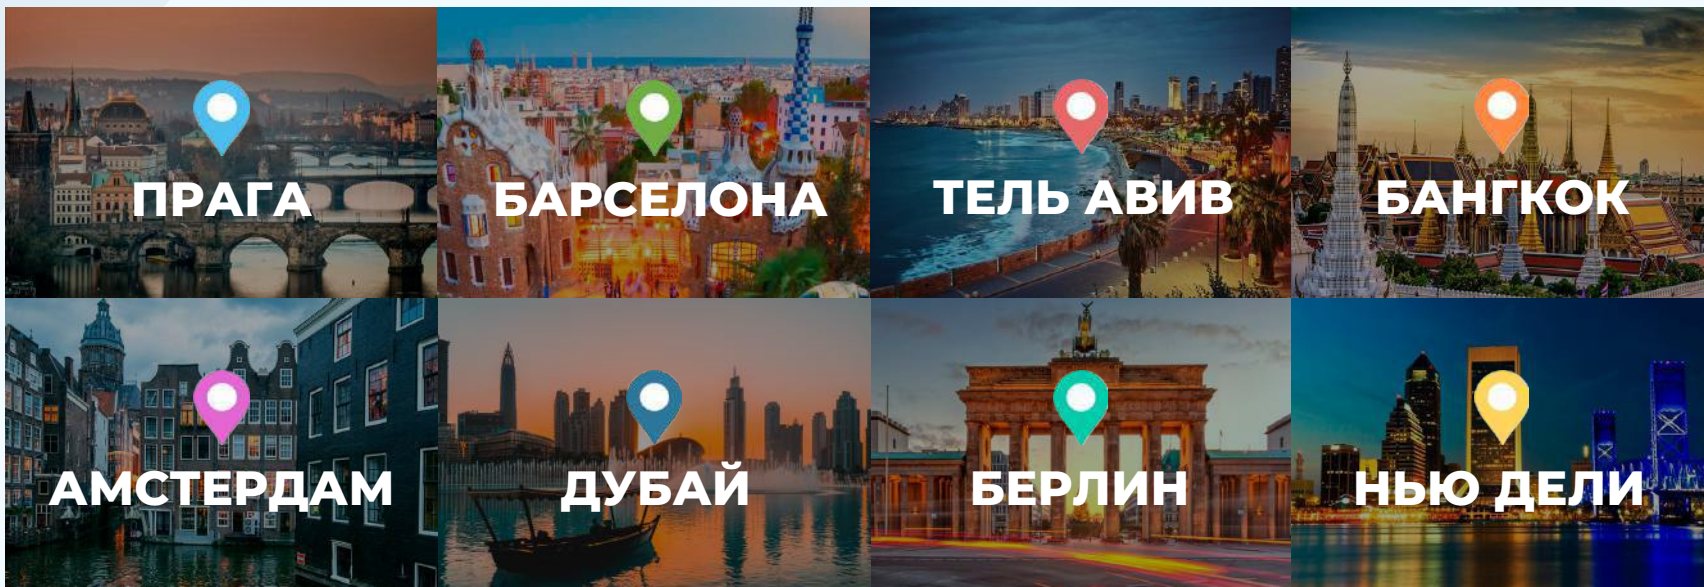 ПРАГА
БАРСЕЛОНА
ТЕЛЬ АВИВ
БАНГКОК
АМСТЕРДАМ
ДУБАЙ
БЕРЛИН
НЬЮ ДЕЛИ